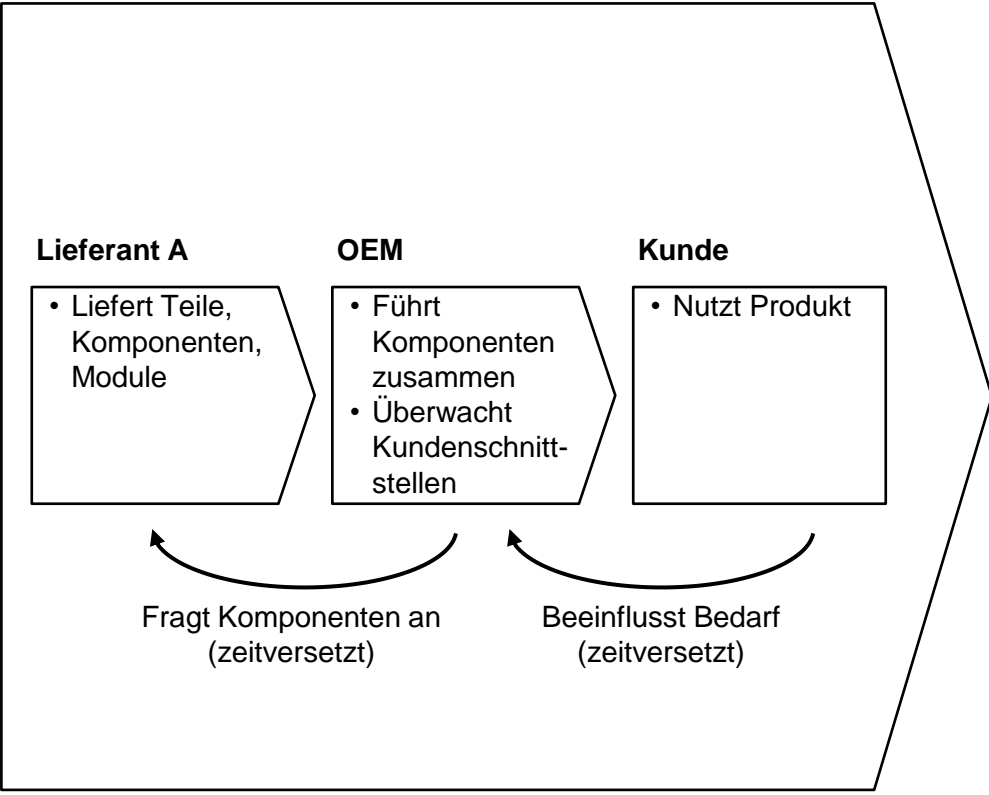 Lieferant A
OEM
Kunde
• Liefert Teile,
Komponenten,
Module
• Führt
Komponenten
zusammen
• Überwacht
Kundenschnitt-
stellen
• Nutzt Produkt
Fragt Komponenten an
(zeitversetzt)
Beeinflusst Bedarf
(zeitversetzt)